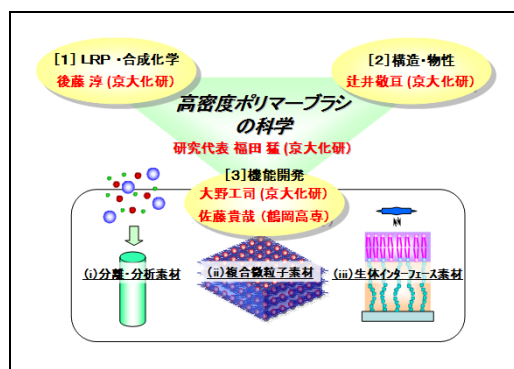 [1] LRP・合成化学
後藤 淳 (京大化研)
[2]構造・物性
辻井敬亘 (京大化研)
高密度ポリマーブラシ
の科学
研究代表 福田 猛 (京大化研)
[3]機能開発
大野工司 (京大化研)
佐藤貴哉 (鶴岡高専)
(i)分離・分析素材
(ii)複合微粒子素材
(iii)生体インターフェース素材